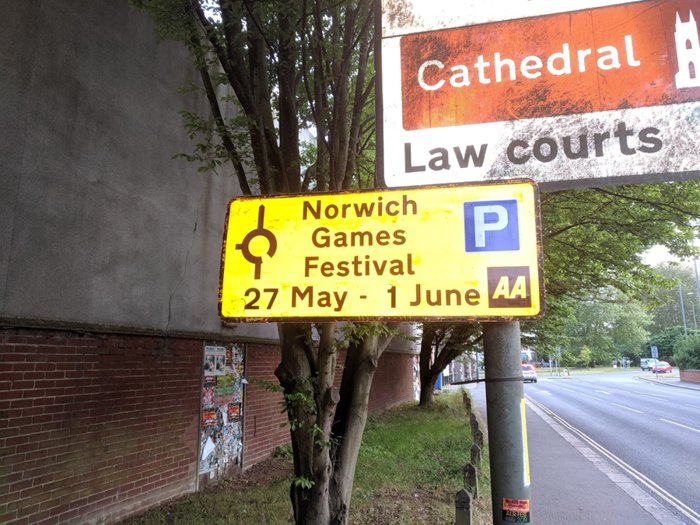 Cathedral
Law courts
Norwich
Games
Festival
P
27 May - 1 June
AA